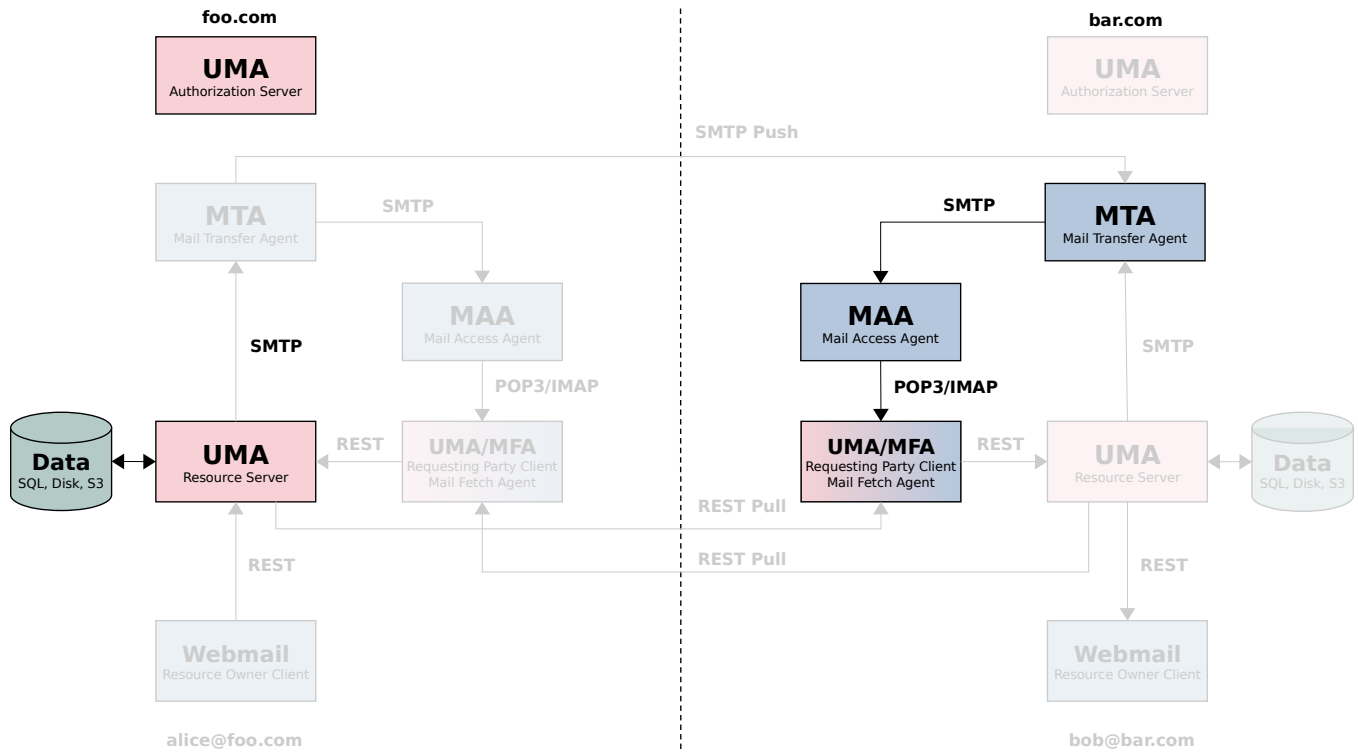 foo.com
bar.com
UMA
Authorization Server
UMA
Authorization Server
SMTP Push
MTA
Mail Transfer Agent
SMTP
SMTP
MTA
Mail Transfer Agent
MAA
Mail Access Agent
MAA
Mail Access Agent
SMTP
SMTP
POP3/IMAP
POP3/IMAP
Data
SQL, Disk, S3
UMA
Resource Server
REST
UMA/MFA
Requesting Party Client
Mail Fetch Agent
UMA/MFA
Requesting Party Client
Mail Fetch Agent
REST
UMA
Resource Server
Data
SQL, Disk, S3
REST Pull
REST Pull
REST
REST
Webmail
Resource Owner Client
Webmail
Resource Owner Client
alice@foo.com
bob@bar.com